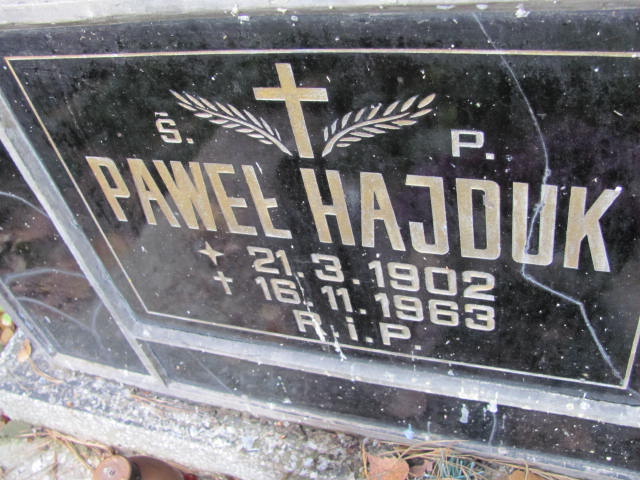 Ś. P.
PAWEŁ HAJDUK
21.3.1902
16.11.1963
R.i.P.